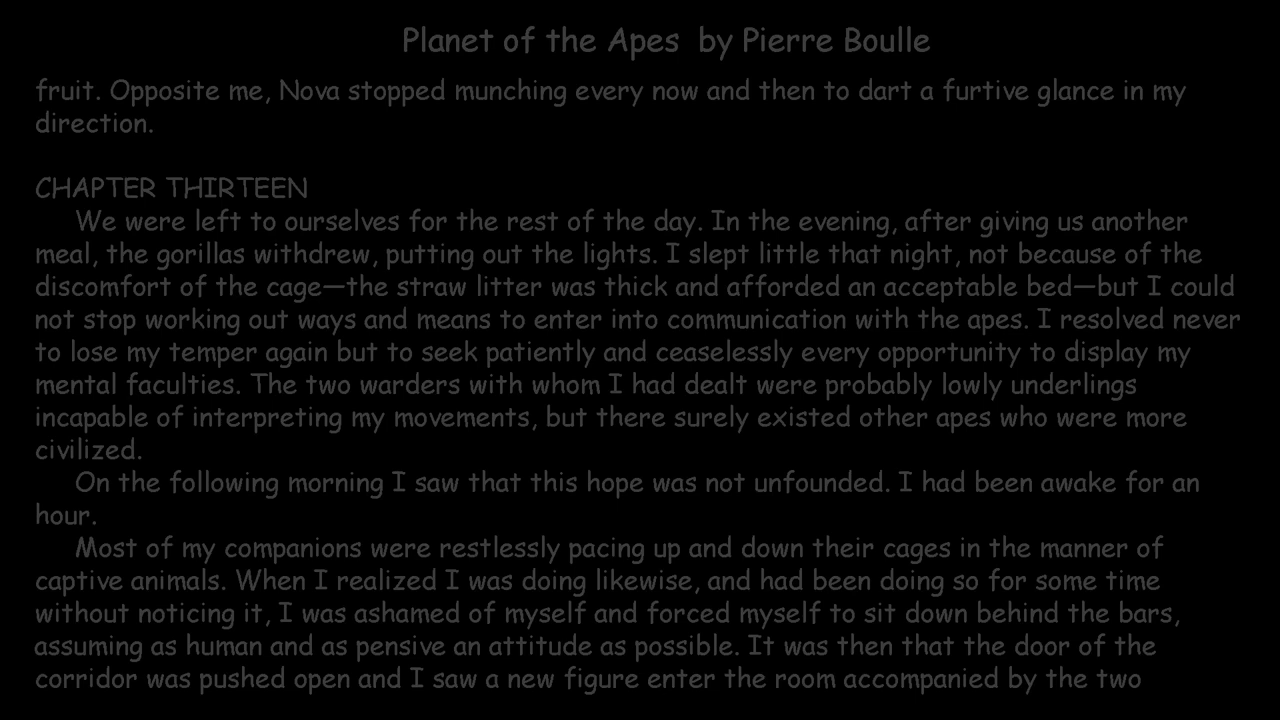 Planet of the Apes  by Pierre Boulle
fruit. Opposite me, Nova stopped munching every now and then to dart a furtive glance in my
direction.
CHAPTER THIRTEEN
We were left to ourselves for the rest of the day. In the evening, after giving us another
meal, the gorillas withdrew, putting out the lights. I slept little that night, not because of the
discomfort of the cage—the straw litter was thick and afforded an acceptable bed—but I could
not stop working out ways and means to enter into communication with the apes. I resolved never
to lose my temper again but to seek patiently and ceaselessly every opportunity to display my
mental faculties. The two warders with whom I had dealt were probably lowly underlings
incapable of interpreting my movements, but there surely existed other apes who were more
civilized.
On the following morning I saw that this hope was not unfounded. I had been awake for an
hour.
Most of my companions were restlessly pacing up and down their cages in the manner of
captive animals. When I realized I was doing likewise, and had been doing so for some time
without noticing it, I was ashamed of myself and forced myself to sit down behind the bars,
assuming as human and as pensive an attitude as possible. It was then that the door of the
corridor was pushed open and I saw a new figure enter the room accompanied by the two